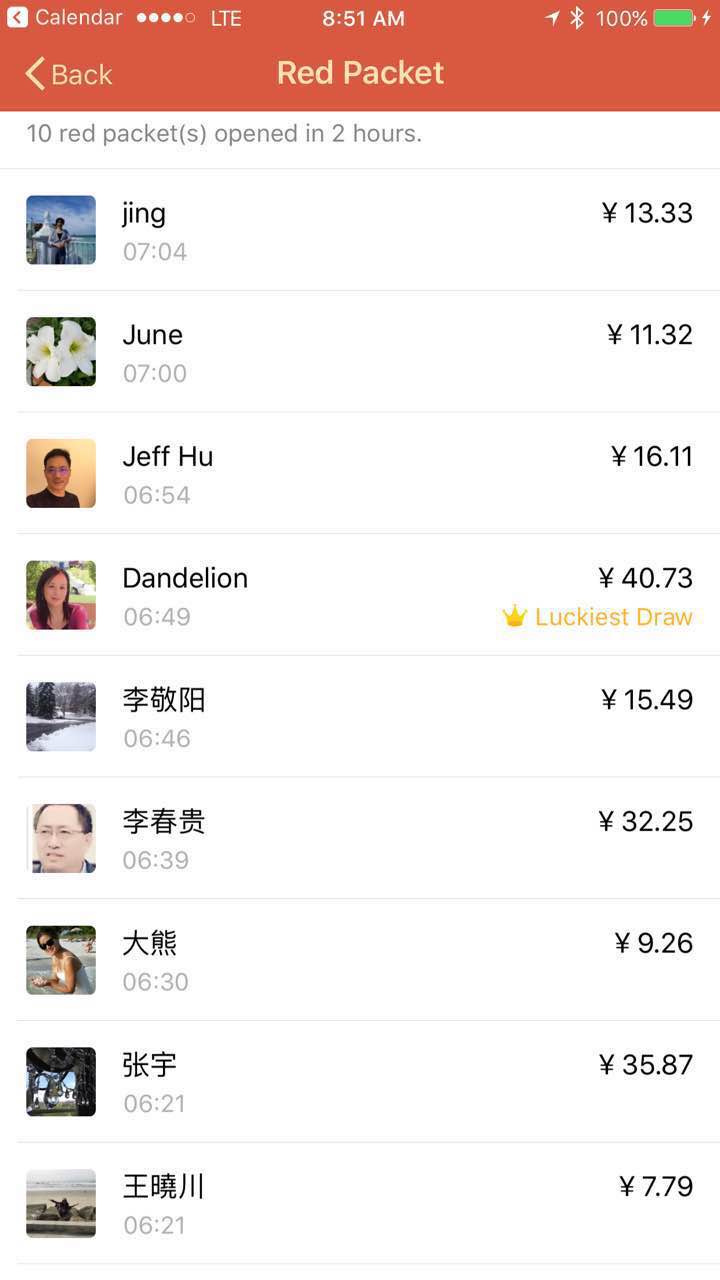 Calendar LTE 8:51 AM 100%
Back Red Packet
10 red packet(s) opened in 2 hours.
jing ¥ 13.33
07:04
June ¥ 11.32
07:00
Jeff Hu ¥ 16.11
06:54
Dandelion ¥ 40.73
06:49 Luckiest Draw
李敬阳 ¥ 15.49
06:46
李春贵 ¥ 32.25
06:39
大熊 ¥ 9.26
06:30
张宇 ¥ 35.87
06:21
王曉川 ¥ 7.79
06:21